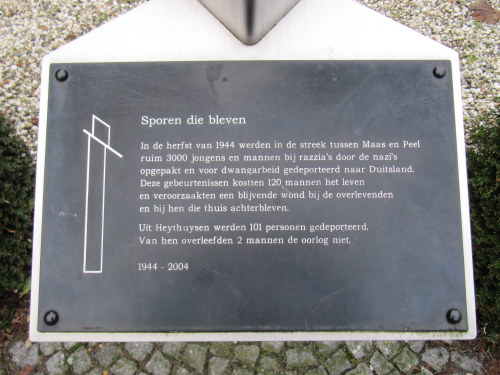 Sporen die bleven
In de herfst van 1944 werden in de streek tussen Maas en Peel
ruim 3000 jongens en mannen bij razzia's door de nazi's
opgepakt en voor dwangarbeid gedeporteerd naar Duitsland.
Deze gebeurtenissen kostten 120 mannen het leven
en veroorzaakten een blijvende wond bij de overlevenden
en bij hen die thuis achterbleven.
Uit Heythuysen werden 101 personen gedeporteerd.
Van hen overleefden 2 mannen de oorlog niet.
1944 - 2004